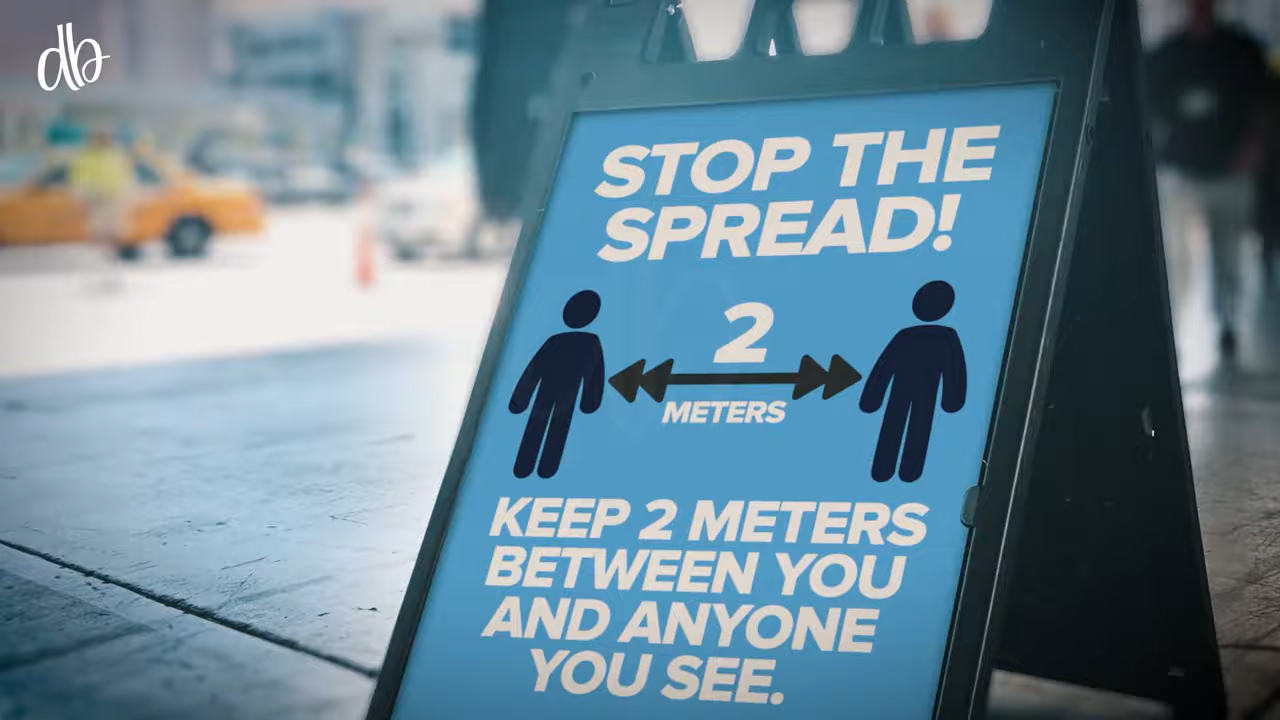 db
STOP THE
SPREAD!
2
METERS
KEEP 2 METERS
BETWEEN YOU
AND ANYONE
YOU SEE.